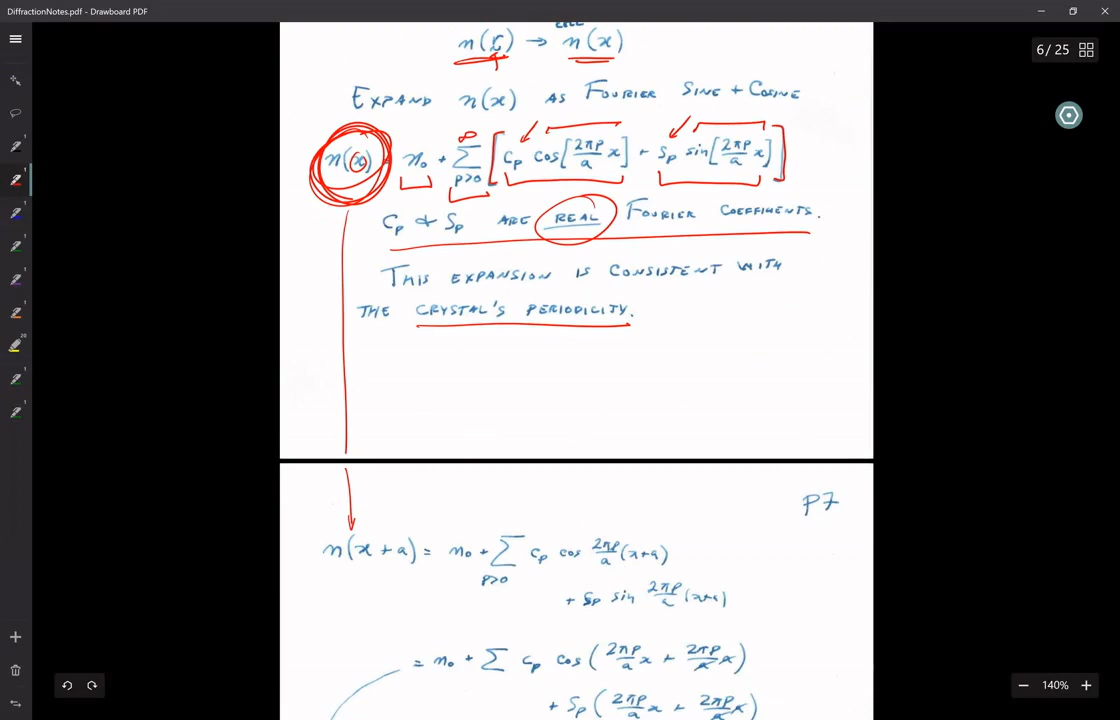 DiffractionNotes.pdf - Drawboard PDF
6 / 25
CELL
n(r) → n(x)
EXPAND n(x) AS FOURIER SINE + COSINE
n(x) = n₀ + ∑_{p>0}^{∞} [ Cₚ cos[2πp/a x] + Sₚ sin[2πp/a x] ]
Cₚ & Sₚ ARE REAL FOURIER COEFFIENTS.
THIS EXPANSION IS CONSISTENT WITH
THE CRYSTAL'S PERIODICITY.
P7
n(x + a) = n₀ + ∑_{p>0} Cₚ cos 2πp/a (x+a)
+ Sₚ sin 2πp/a (x+a)
= n₀ + ∑ Cₚ cos (2πp/a x + 2πp/a a)
+ Sₚ (2πp/a x + 2πp/a a)
140%